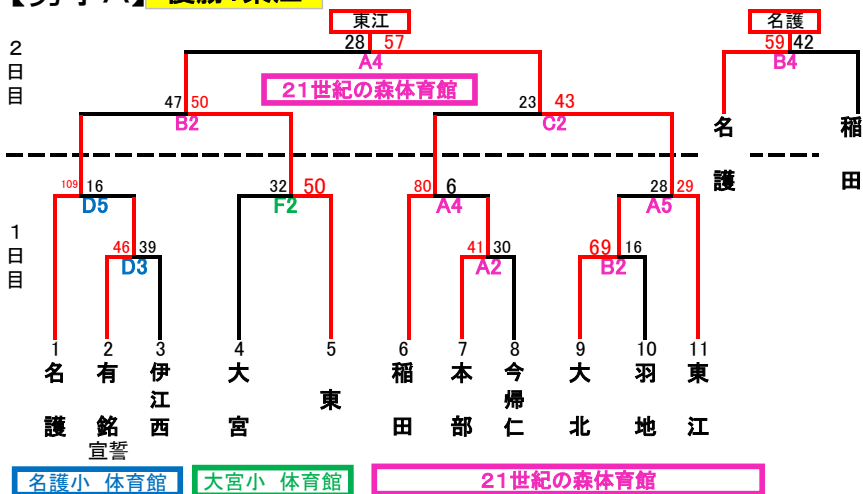 【男子A】 優勝：東江
東江 名護
28 57 59 42
A4 B4
2日目
21世紀の森体育館
47 50 23 43
B2 C2
名護 稲田
109 16 32 50 80 6 28 29
D5 F2 A4 A5
1日目
46 39 41 30 69 16
D3 A2 B2
1 2 3 4 5 6 7 8 9 10 11
名護 有銘 伊江西 大宮 東 稲田 本部 今帰仁 大北 羽地 東江
宣誓
名護小 体育館 大宮小 体育館 21世紀の森体育館